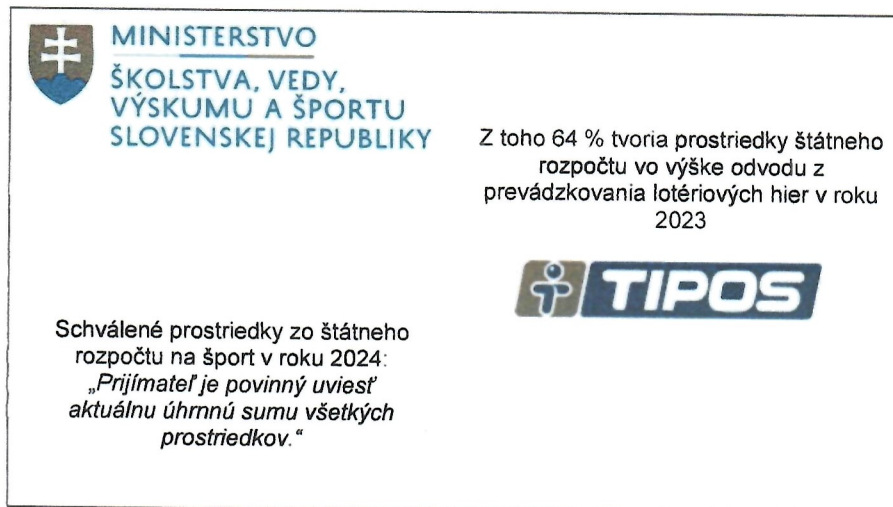 MINISTERSTVO
ŠKOLSTVA, VEDY,
VÝSKUMU A ŠPORTU
SLOVENSKEJ REPUBLIKY
Z toho 64 % tvoria prostriedky štátneho
rozpočtu vo výške odvodu z
prevádzkovania lotériových hier v roku
2023
TIPOS
Schválené prostriedky zo štátneho
rozpočtu na šport v roku 2024:
„Prijímateľ je povinný uviesť
aktuálnu úhrnnú sumu všetkých
prostriedkov.“